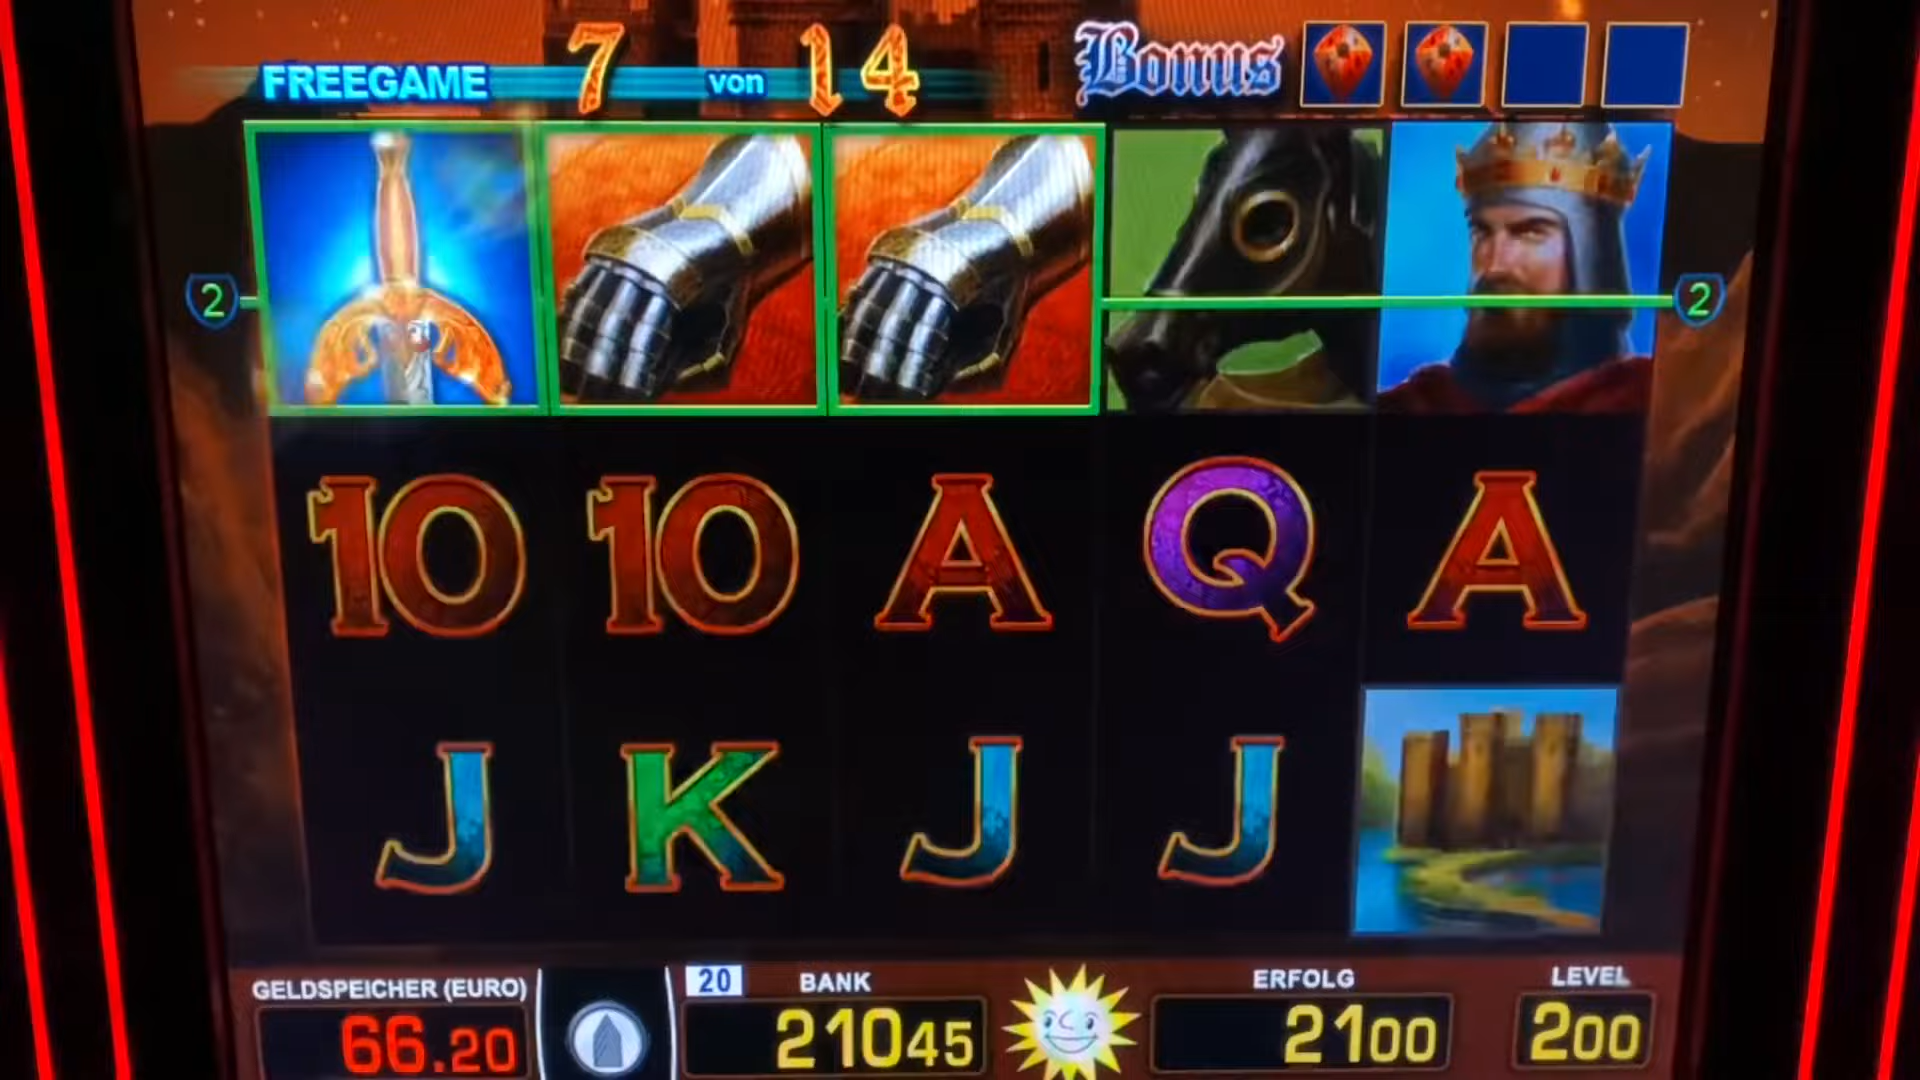 FREEGAME 7 von 14 Bonus
2 2
10 10 A Q A
J K J J
GELDSPEICHER (EURO) 20 BANK ERFOLG LEVEL
66.20 21045 2100 200